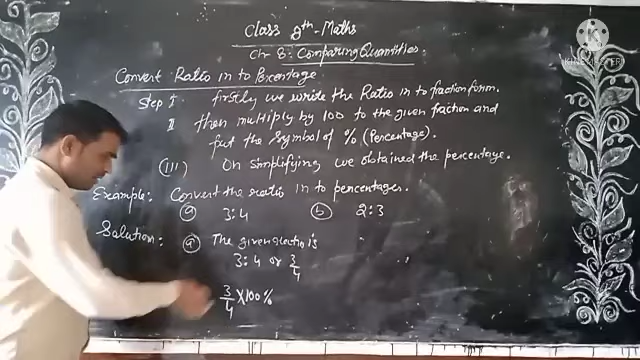 Class 8th - Maths
Ch 8: Comparing Quantities.
Convert Ratio in to Percentage
Step I firstly we write the Ratio in to fraction form.
II then multiply by 100 to the given fraction and
put the symbol of % (Percentage).
(III) On simplifying we obtained the percentage.
Example: Convert the ratio in to percentages.
(a) 3:4 (b) 2:3
Solution: (a) The given ratio is
3:4 or 3/4
3/4 X 100%
KINEMASTER